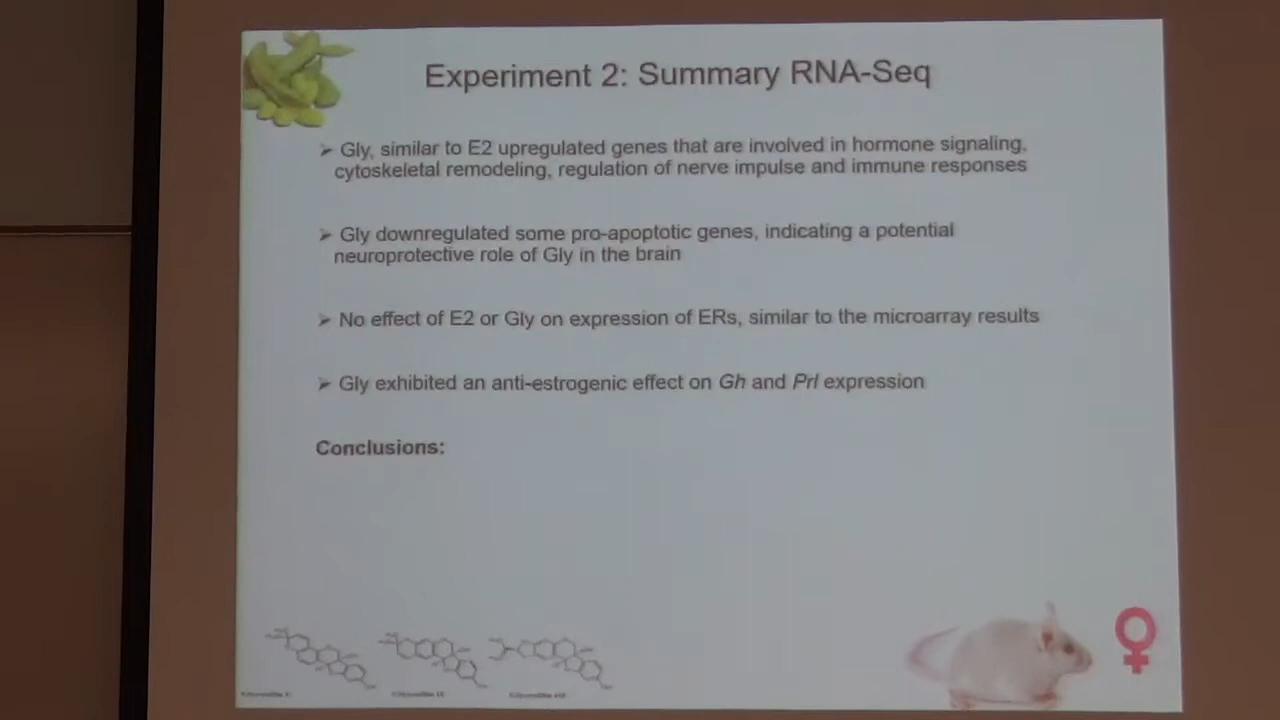 Experiment 2: Summary RNA-Seq
➢ Gly, similar to E2 upregulated genes that are involved in hormone signaling,
cytoskeletal remodeling, regulation of nerve impulse and immune responses
➢ Gly downregulated some pro-apoptotic genes, indicating a potential
neuroprotective role of Gly in the brain
➢ No effect of E2 or Gly on expression of ERs, similar to the microarray results
➢ Gly exhibited an anti-estrogenic effect on Gh and Prl expression
Conclusions: